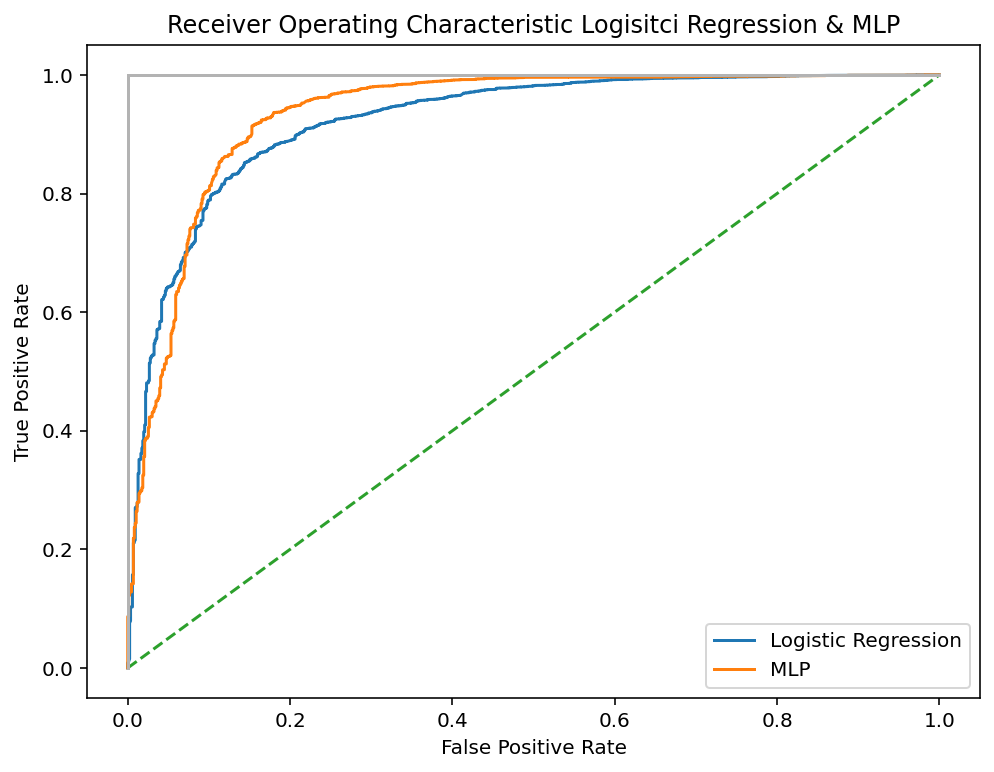 Receiver Operating Characteristic Logisitci Regression & MLP
1.0
0.8
0.6
0.4
0.2
0.0
True Positive Rate
Logistic Regression
MLP
0.0 0.2 0.4 0.6 0.8 1.0
False Positive Rate